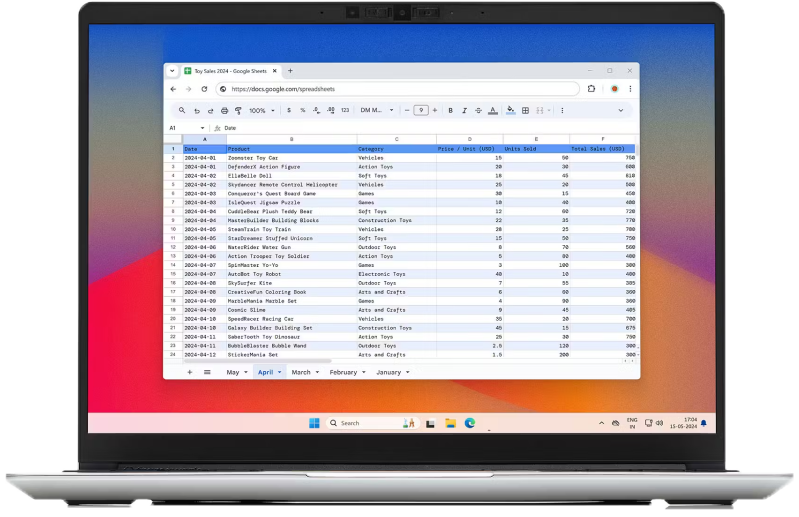 Toy Sales 2024 - Google Sheets
https://docs.google.com/spreadsheets
100% $ % .0 .00 123 DM M... − 9 + B I A
A1 fx Date
A B C D E F
1 Date Product Category Price / Unit (USD) Units Sold Total Sales (USD)
2 2024-04-01 Zoomster Toy Car Vehicles 15 50 750
3 2024-04-01 DefenderX Action Figure Action Toys 20 30 600
4 2024-04-02 EllaBelle Doll Soft Toys 18 45 810
5 2024-04-02 Skydancer Remote Control Helicopter Vehicles 25 20 500
6 2024-04-03 Conqueror's Quest Board Game Games 30 15 450
7 2024-04-03 IsleQuest Jigsaw Puzzle Games 10 40 400
8 2024-04-04 CuddleBear Plush Teddy Bear Soft Toys 12 60 720
9 2024-04-04 MasterBuilder Building Blocks Construction Toys 22 35 770
10 2024-04-05 SteamTrain Toy Train Vehicles 28 25 700
11 2024-04-05 StarDreamer Stuffed Unicorn Soft Toys 15 50 750
12 2024-04-06 WaterRider Water Gun Outdoor Toys 8 70 560
13 2024-04-06 Action Trooper Toy Soldier Action Toys 5 80 400
14 2024-04-07 SpinMaster Yo-Yo Games 3 100 300
15 2024-04-07 AutoBot Toy Robot Electronic Toys 40 10 400
16 2024-04-08 SkySurfer Kite Outdoor Toys 7 55 385
17 2024-04-08 CreativeFun Coloring Book Arts and Crafts 6 60 360
18 2024-04-09 MarbleMania Marble Set Games 4 90 360
19 2024-04-09 Cosmic Slime Arts and Crafts 9 45 405
20 2024-04-10 SpeedRacer Racing Car Vehicles 35 20 700
21 2024-04-10 Galaxy Builder Building Set Construction Toys 45 15 675
22 2024-04-11 SaberTooth Toy Dinosaur Action Toys 25 30 750
23 2024-04-11 BubbleBlaster Bubble Wand Outdoor Toys 2.5 120 300
24 2024-04-12 StickerMania Set Arts and Crafts 1.5 200 300
+ May April March February January
Search ENG IN 17:04 15-05-2024